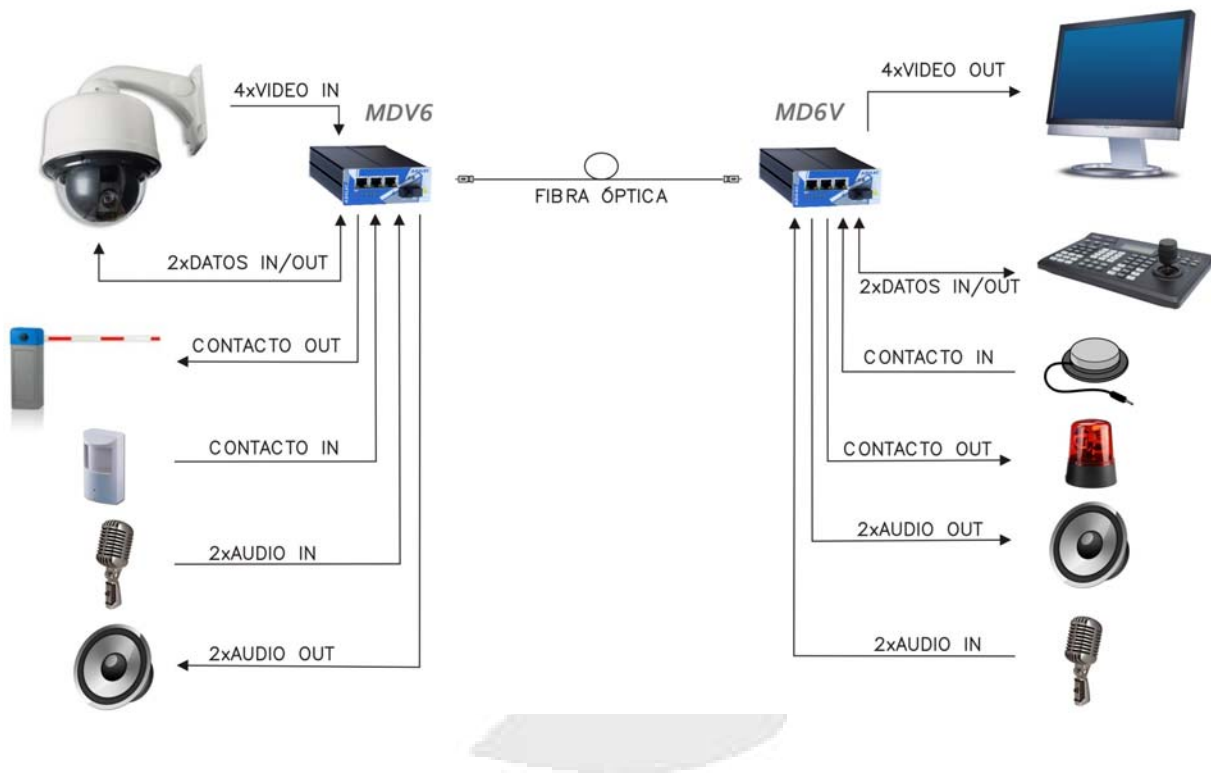 4xVIDEO IN
4xVIDEO OUT
MDV6
MD6V
FIBRA ÓPTICA
2xDATOS IN/OUT
2xDATOS IN/OUT
CONTACTO OUT
CONTACTO IN
CONTACTO IN
CONTACTO OUT
2xAUDIO IN
2xAUDIO OUT
2xAUDIO OUT
2xAUDIO IN